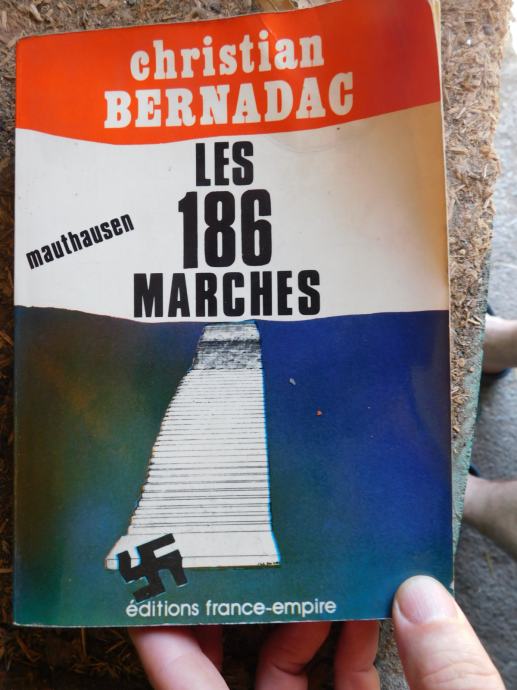 christian
BERNADAC
LES
186
mauthausen
MARCHES
éditions france-empire